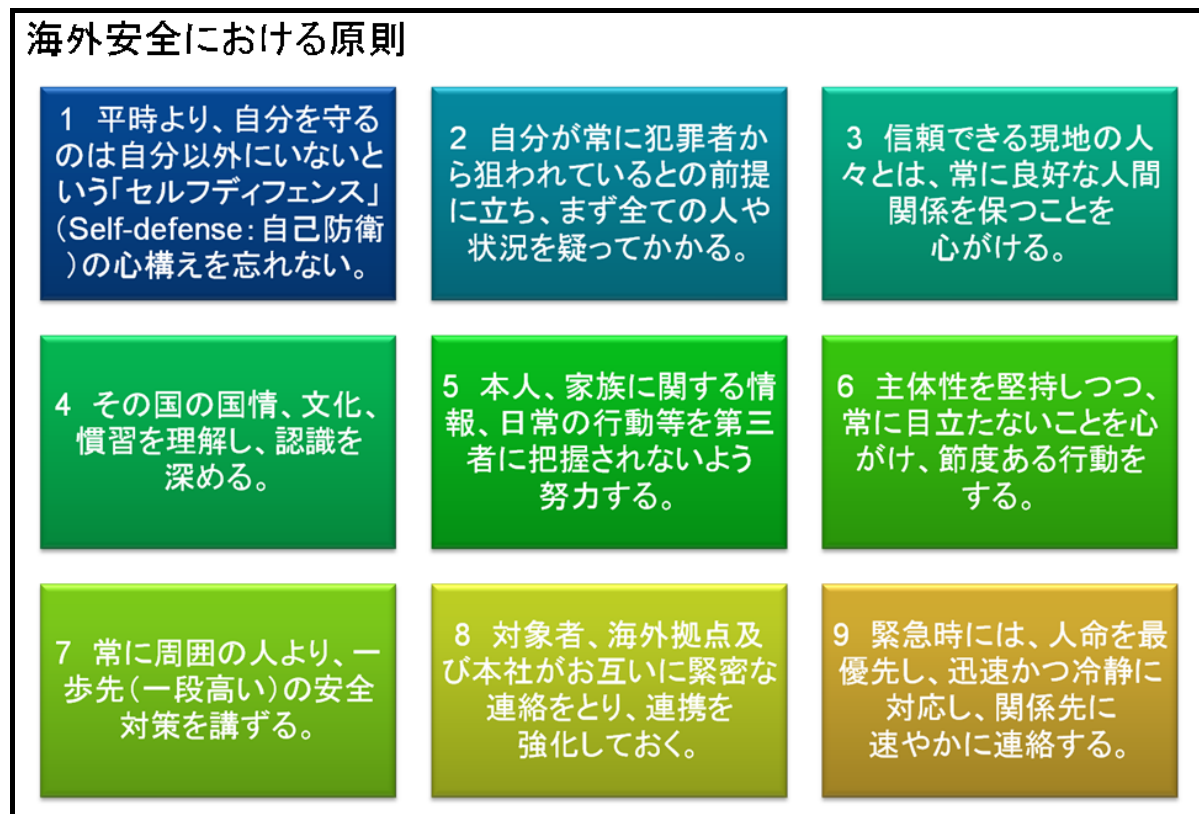 海外安全における原則
1 平時より、自分を守る
のは自分以外にいないと
いう「セルフディフェンス」
(Self-defense:自己防衛
)の心構えを忘れない。
2 自分が常に犯罪者か
ら狙われているとの前提
に立ち、まず全ての人や
状況を疑ってかかる。
3 信頼できる現地の人
々とは、常に良好な人間
関係を保つことを
心がける。
4 その国の国情、文化、
慣習を理解し、認識を
深める。
5 本人、家族に関する情
報、日常の行動等を第三
者に把握されないよう
努力する。
6 主体性を堅持しつつ、
常に目立たないことを心
がけ、節度ある行動を
する。
7 常に周囲の人より、一
歩先(一段高い)の安全
対策を講ずる。
8 対象者、海外拠点及
び本社がお互いに緊密な
連絡をとり、連携を
強化しておく。
9 緊急時には、人命を最
優先し、迅速かつ冷静に
対応し、関係先に
速やかに連絡する。